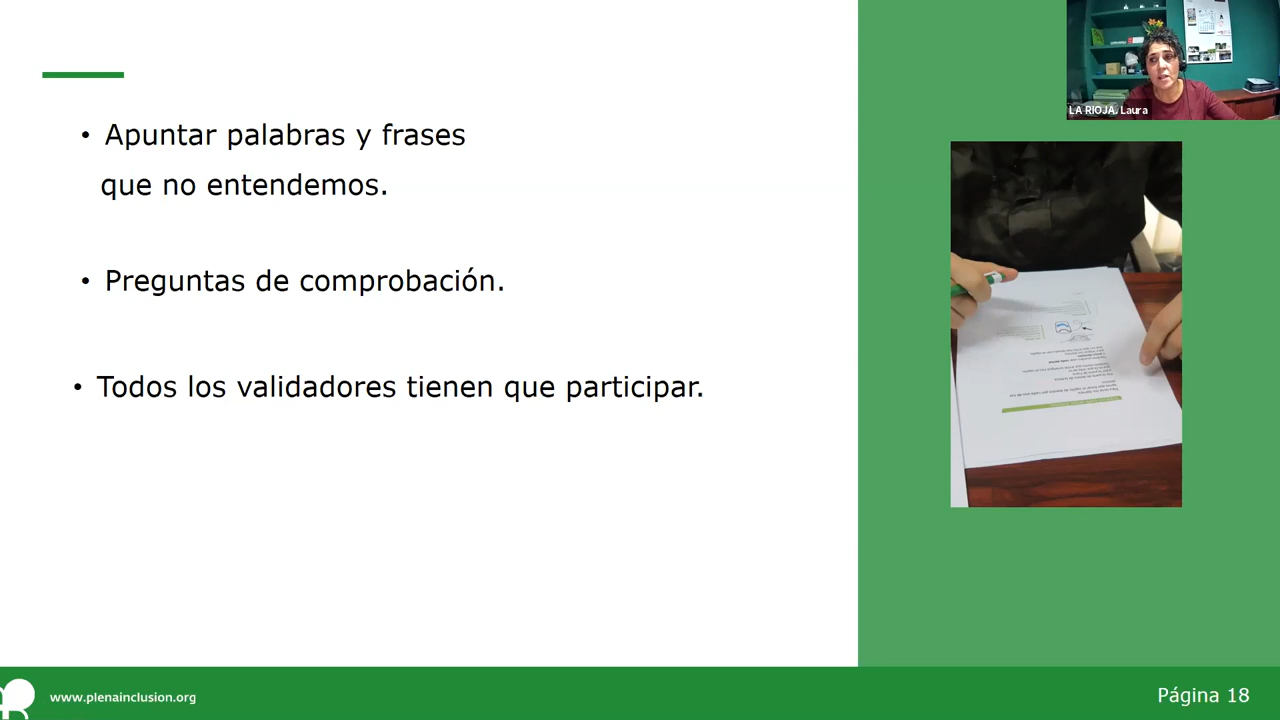 • Apuntar palabras y frases
que no entendemos.
• Preguntas de comprobación.
• Todos los validadores tienen que participar.
LA RIOJA, Laura
www.plenainclusion.org
Página 18